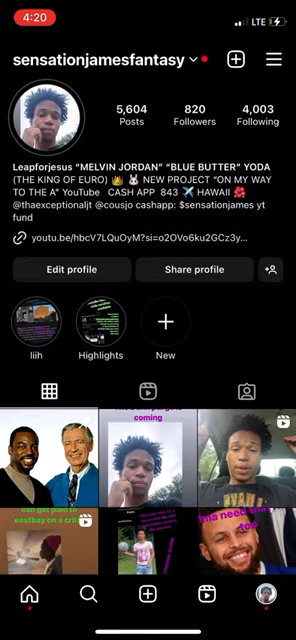 4:20
LTE
sensationjamesfantasy
5,604
820
4,003
Posts
Followers
Following
Leapforjesus “MELVIN JORDAN” “BLUE BUTTER” YODA
(THE KING OF EURO) 👑 🐰 NEW PROJECT “ON MY WAY
TO THE A” YouTube CASH APP 843 ✈️ HAWAII 🌺
@thaexceptionaljt @cousjo cashapp: $sensationjames yt
fund
youtu.be/hbcV7LQuOyM?si=o2OVo6ku2GCz3y...
Edit profile
Share profile
liih
Highlights
New
coming
can get paid to
eastbay on a
need
too